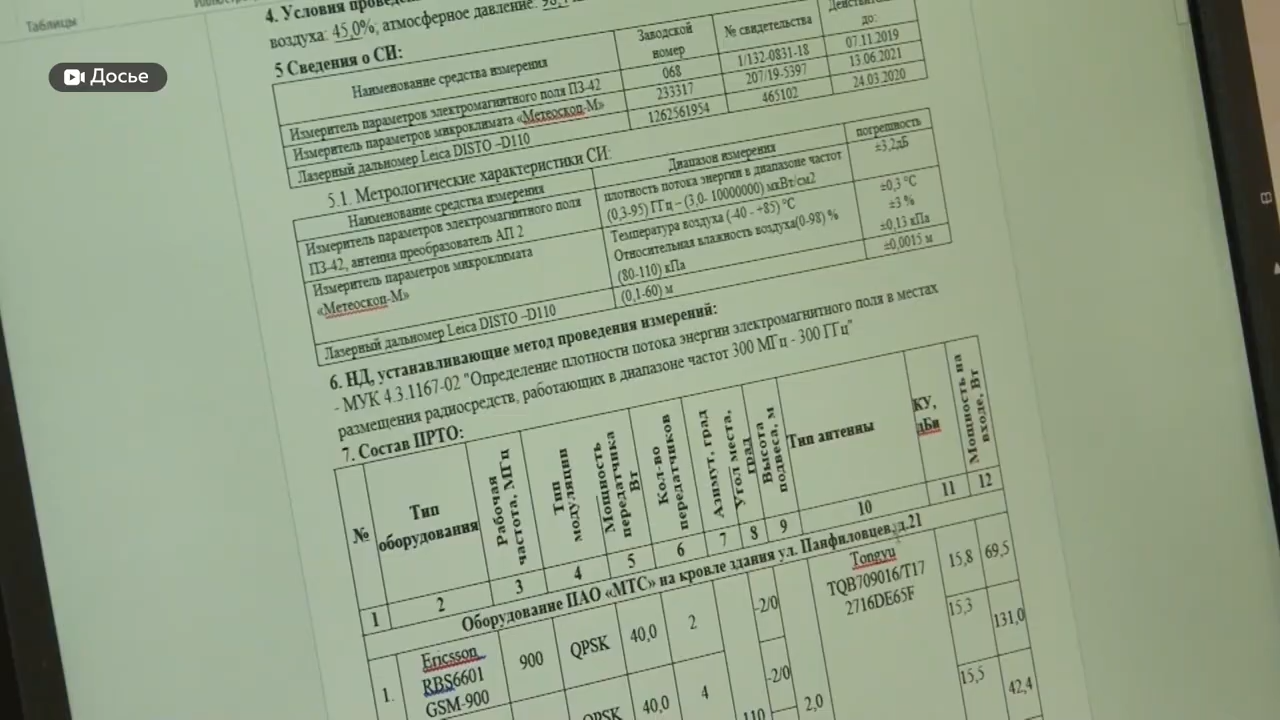 Таблицы
Досье
4. Условия
воздуха: 45,0%; атмосферное давление:
5 Сведения о СИ:
Наименование средства измерения
Заводской номер
№ свидетельства
до:
Измеритель параметров электромагнитного поля ПЗ-42
068
1/132-0831-18
07.11.2019
Измеритель параметров микроклимата «Метеоскоп-М»
233317
207/19-5397
13.06.2021
Лазерный дальномер Leica DISTO –D110
1262561954
465102
24.03.2020
5.1. Метрологические характеристики СИ:
Наименование средства измерения
Диапазон измерения
погрешность
Измеритель параметров электромагнитного поля
ПЗ-42, антенна преобразователь АП 2
плотность потока энергии в диапазоне частот
(0,3-95) ГГц – (3,0- 10000000) мкВт/см2
±3,2дБ
Измеритель параметров микроклимата
«Метеоскоп-М»
Температура воздуха (-40 - +85) °С
Относительная влажность воздуха(0-98) %
(80-110) кПа
±0,3 °С
±3 %
±0,13 кПа
Лазерный дальномер Leica DISTO –D110
(0,1-60) м
±0,0015 м
6. НД, устанавливающие метод проведения измерений:
- МУК 4.3.1167-02 "Определение плотности потока энергии электромагнитного поля в местах
размещения радиосредств, работающих в диапазоне частот 300 МГц - 300 ГГц"
7. Состав ПРТО:
№
Тип
оборудования
Рабочая
частота, МГц
Тип
модуляции
Мощность
передатчика
Вт
Кол-во
передатчиков
Азимут, град
Угол места,
град
Высота
подвеса, м
Тип антенны
КУ,
дБи
Мощность на
входе, Вт
1 2 3 4 5 6 7 8 9 10 11 12
Оборудование ПАО «МТС» на кровле здания ул. Панфиловцев,д.21
1.
Ericsson
RBS6601
GSM-900
900
QPSK
40,0
2
-2/0
Tongyu
TQB709016/T17
2716DE65F
15,8
69,5
15,3
131,0
QPSK
40,0
4
110
-2/0
2,0
15,5
42,4